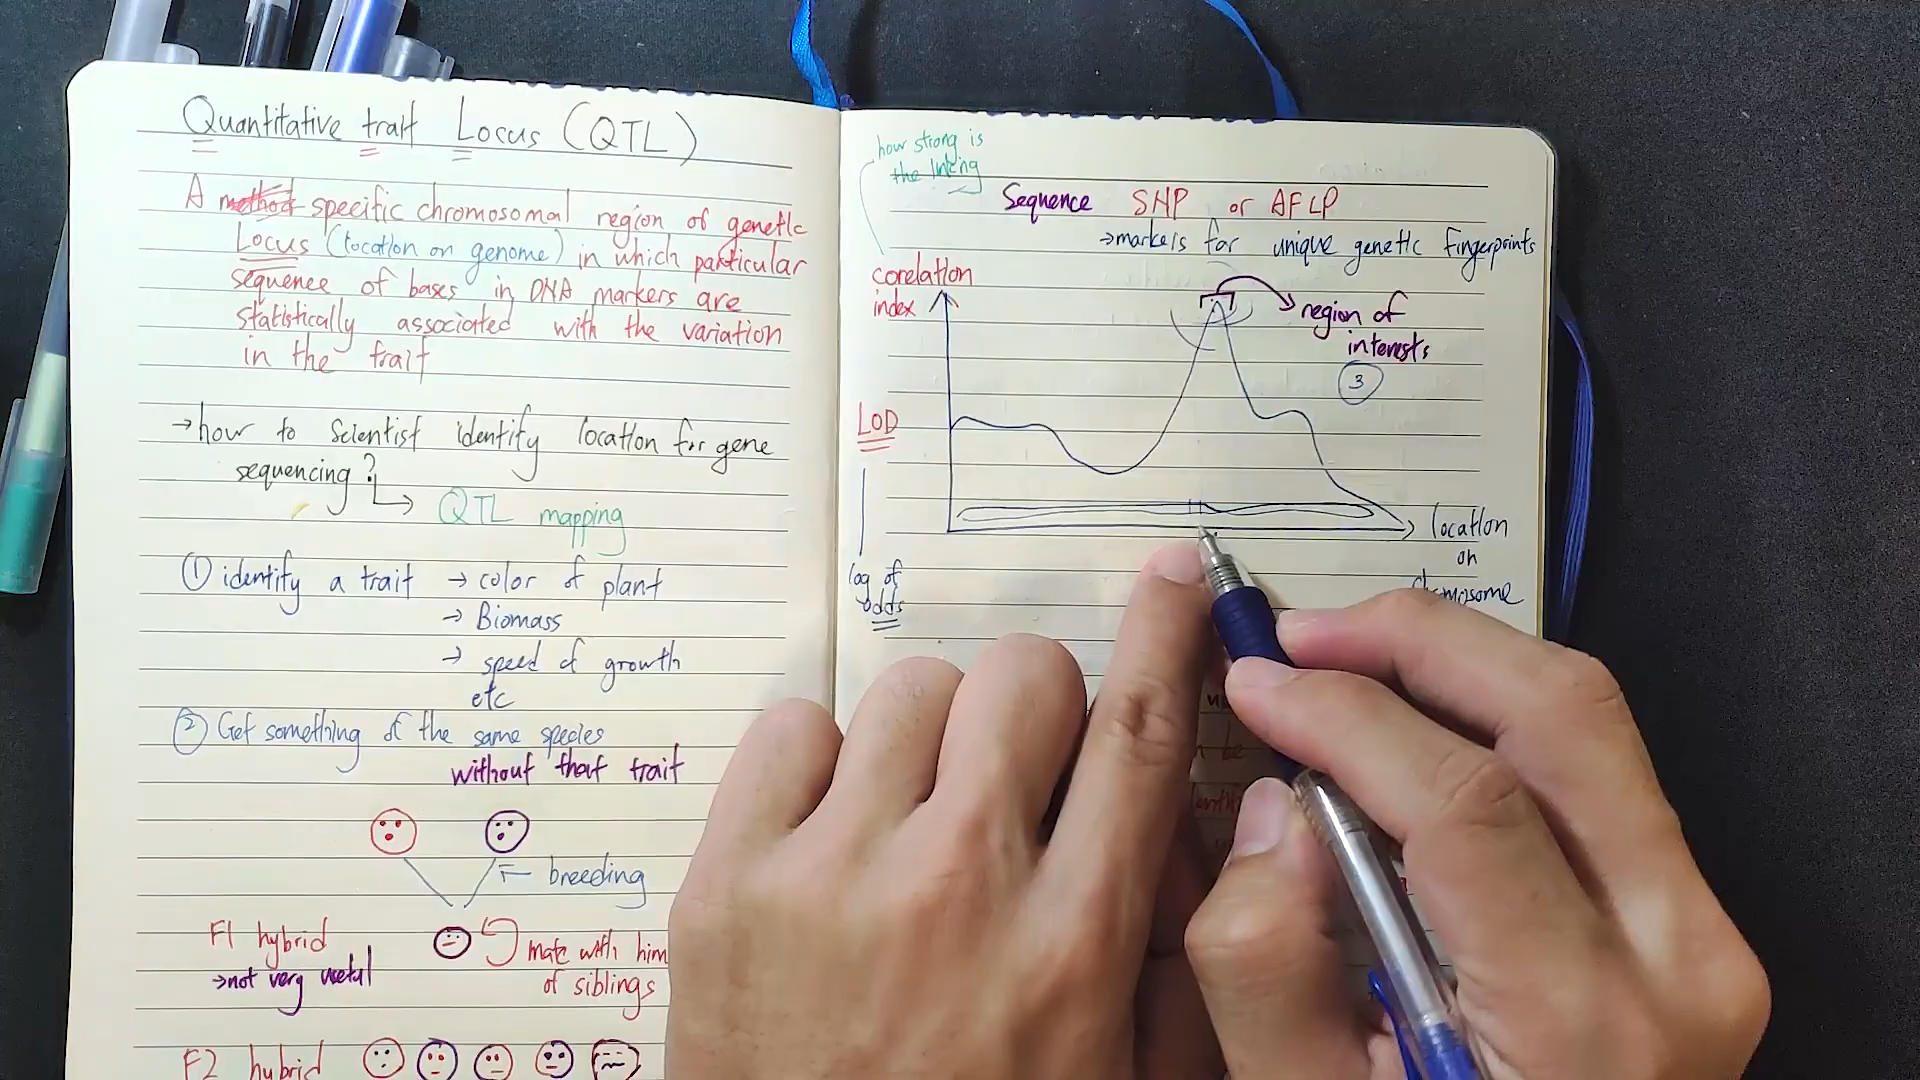 Quantitative trait Locus (QTL)
A method specific chromosomal region of genetic
Locus (location on genome) in which particular
sequence of bases in DNA markers are
statistically associated with the variation
in the trait
→ how to Scientist identify location for gene
sequencing?
→ QTL mapping
① identify a trait → color of plant
→ Biomass
→ speed of growth
etc
② Get something of the same species
without that trait
← breeding
F1 hybrid
→ not very useful
mate with him
of siblings
F2 hybrid
how strong is
the linking
Sequence SNP or AFLP
→ markers for unique genetic fingerprints
corelation
index
region of
interests
③
LOD
log of
odds
location
on